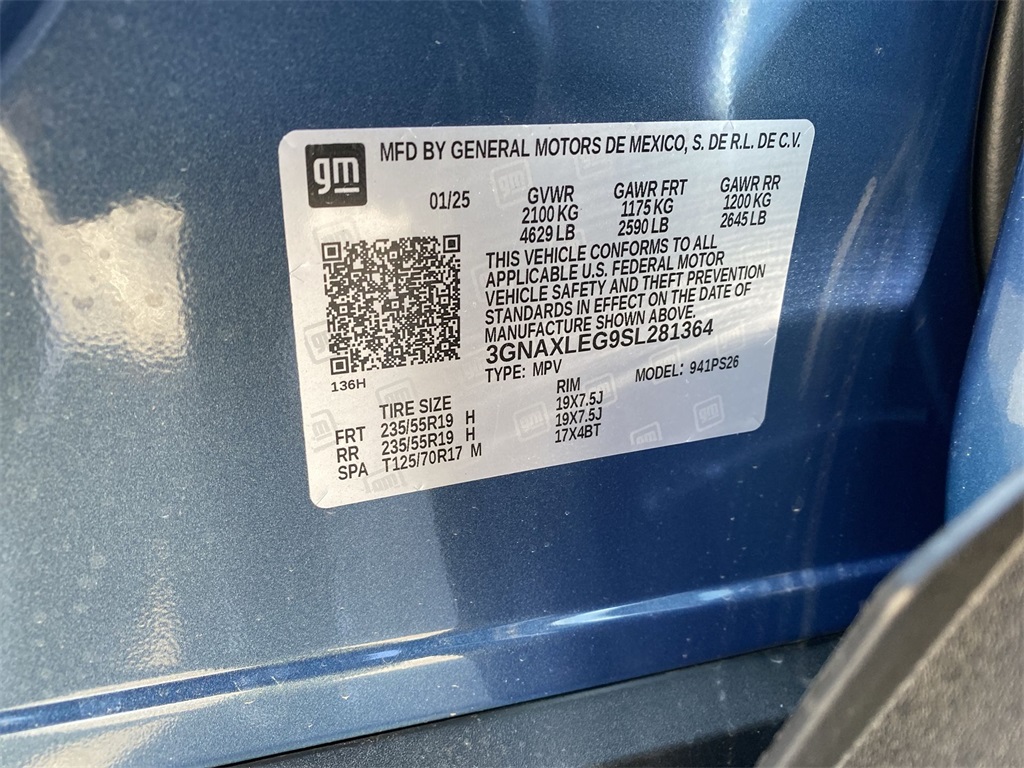 gm
MFD BY GENERAL MOTORS DE MEXICO, S. DE R.L. DE C.V.
01/25 GVWR GAWR FRT GAWR RR
2100 KG 1175 KG 1200 KG
4629 LB 2590 LB 2645 LB
THIS VEHICLE CONFORMS TO ALL
APPLICABLE U.S. FEDERAL MOTOR
VEHICLE SAFETY AND THEFT PREVENTION
STANDARDS IN EFFECT ON THE DATE OF
MANUFACTURE SHOWN ABOVE.
3GNAXLEG9SL281364
TYPE: MPV MODEL: 941PS26
136H
TIRE SIZE RIM
FRT 235/55R19 H 19X7.5J
RR 235/55R19 H 19X7.5J
SPA T125/70R17 M 17X4BT